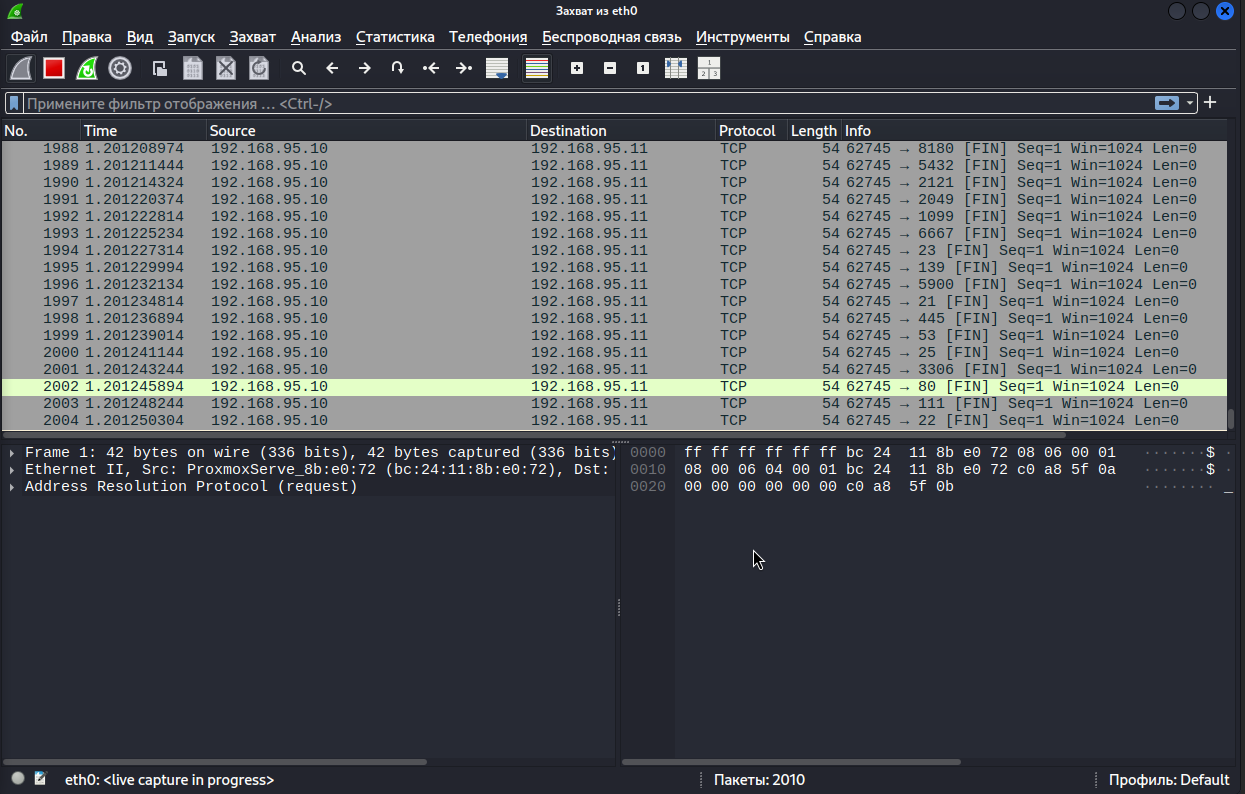 Захват из eth0
Файл Правка Вид Запуск Захват Анализ Статистика Телефония Беспроводная связь Инструменты Справка
Примените фильтр отображения … <Ctrl-/>
No. Time Source Destination Protocol Length Info
1988 1.201208974 192.168.95.10 192.168.95.11 TCP 54 62745 → 8180 [FIN] Seq=1 Win=1024 Len=0
1989 1.201211444 192.168.95.10 192.168.95.11 TCP 54 62745 → 5432 [FIN] Seq=1 Win=1024 Len=0
1990 1.201214324 192.168.95.10 192.168.95.11 TCP 54 62745 → 2121 [FIN] Seq=1 Win=1024 Len=0
1991 1.201220374 192.168.95.10 192.168.95.11 TCP 54 62745 → 2049 [FIN] Seq=1 Win=1024 Len=0
1992 1.201222814 192.168.95.10 192.168.95.11 TCP 54 62745 → 1099 [FIN] Seq=1 Win=1024 Len=0
1993 1.201225234 192.168.95.10 192.168.95.11 TCP 54 62745 → 6667 [FIN] Seq=1 Win=1024 Len=0
1994 1.201227314 192.168.95.10 192.168.95.11 TCP 54 62745 → 23 [FIN] Seq=1 Win=1024 Len=0
1995 1.201229994 192.168.95.10 192.168.95.11 TCP 54 62745 → 139 [FIN] Seq=1 Win=1024 Len=0
1996 1.201232134 192.168.95.10 192.168.95.11 TCP 54 62745 → 5900 [FIN] Seq=1 Win=1024 Len=0
1997 1.201234814 192.168.95.10 192.168.95.11 TCP 54 62745 → 21 [FIN] Seq=1 Win=1024 Len=0
1998 1.201236894 192.168.95.10 192.168.95.11 TCP 54 62745 → 445 [FIN] Seq=1 Win=1024 Len=0
1999 1.201239014 192.168.95.10 192.168.95.11 TCP 54 62745 → 53 [FIN] Seq=1 Win=1024 Len=0
2000 1.201241144 192.168.95.10 192.168.95.11 TCP 54 62745 → 25 [FIN] Seq=1 Win=1024 Len=0
2001 1.201243244 192.168.95.10 192.168.95.11 TCP 54 62745 → 3306 [FIN] Seq=1 Win=1024 Len=0
2002 1.201245894 192.168.95.10 192.168.95.11 TCP 54 62745 → 80 [FIN] Seq=1 Win=1024 Len=0
2003 1.201248244 192.168.95.10 192.168.95.11 TCP 54 62745 → 111 [FIN] Seq=1 Win=1024 Len=0
2004 1.201250304 192.168.95.10 192.168.95.11 TCP 54 62745 → 22 [FIN] Seq=1 Win=1024 Len=0
Frame 1: 42 bytes on wire (336 bits), 42 bytes captured (336 bits)
Ethernet II, Src: ProxmoxServe_8b:e0:72 (bc:24:11:8b:e0:72), Dst:
Address Resolution Protocol (request)
0000 ff ff ff ff ff ff bc 24 11 8b e0 72 08 06 00 01 ·······$ ·
0010 08 00 06 04 00 01 bc 24 11 8b e0 72 c0 a8 5f 0a ·······$ ·
0020 00 00 00 00 00 00 c0 a8 5f 0b ········ _
eth0: <live capture in progress>
Пакеты: 2010
Профиль: Default